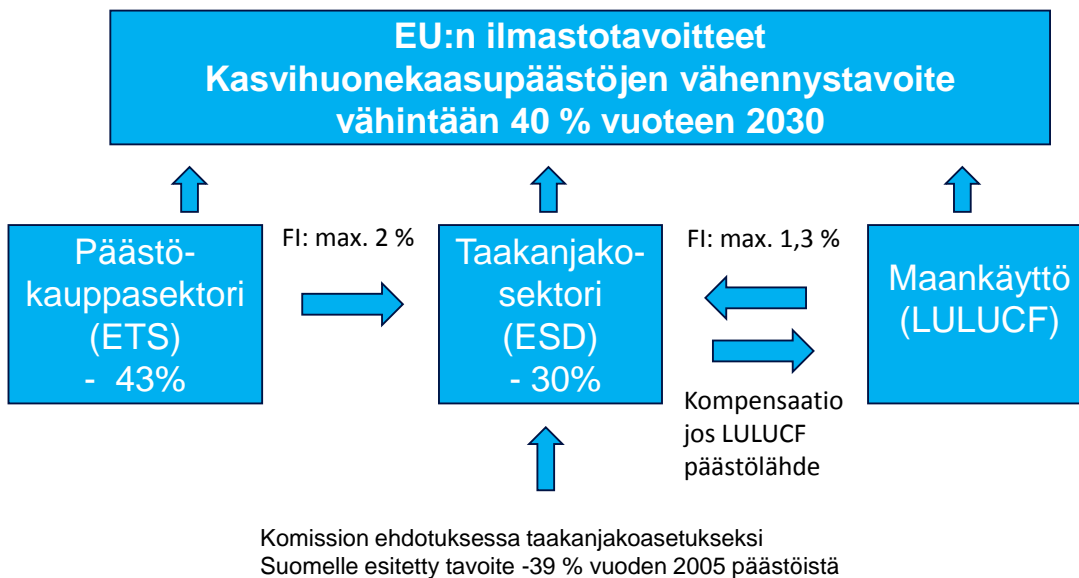 EU:n ilmastotavoitteet
Kasvihuonekaasupäästöjen vähennystavoite
vähintään 40 % vuoteen 2030
Päästö-
kauppasektori
(ETS)
- 43%
FI: max. 2 %
Taakanjako-
sektori
(ESD)
- 30%
FI: max. 1,3 %
Kompensaatio
jos LULUCF
päästölähde
Maankäyttö
(LULUCF)
Komission ehdotuksessa taakanjakoasetukseksi
Suomelle esitetty tavoite -39 % vuoden 2005 päästöistä